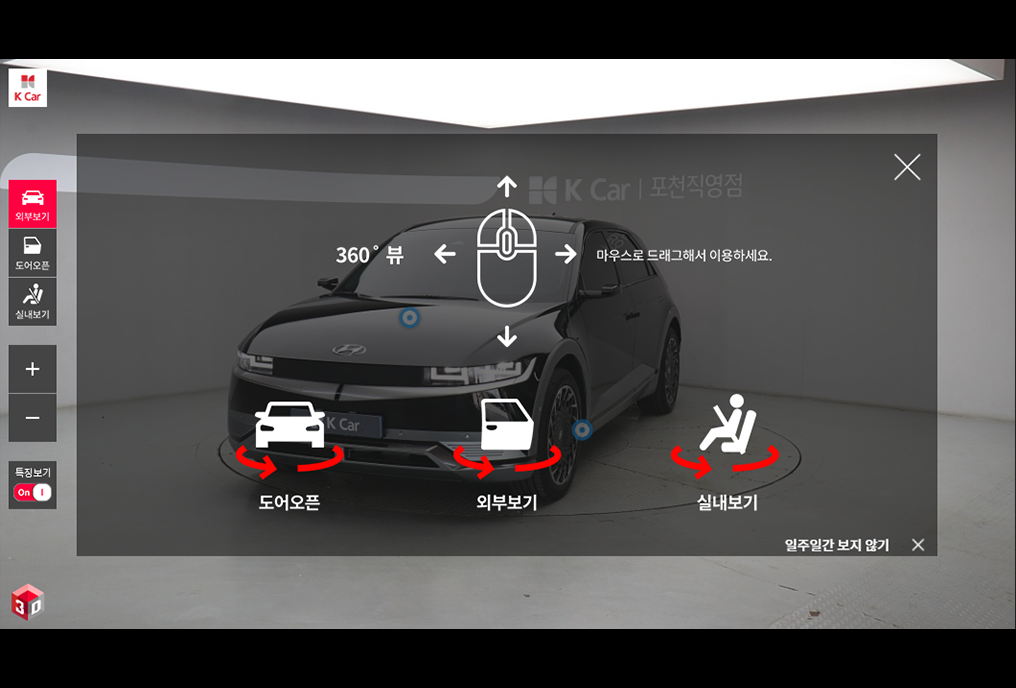 K Car
외부보기
도어오픈
실내보기
+
−
특징보기
On 1
3D
K Car | 포천직영점
360° 뷰
마우스로 드래그해서 이용하세요.
K Car
도어오픈
외부보기
실내보기
일주일간 보지 않기